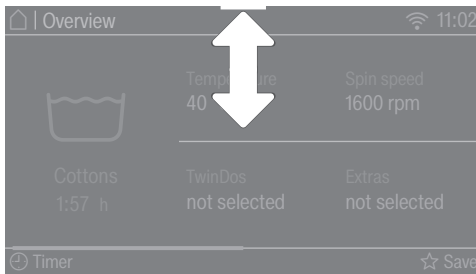 | Overview 11:02
Temperature Spin speed
40 1600 rpm
Cottons TwinDos Extras
1:57 h not selected not selected
Timer Save